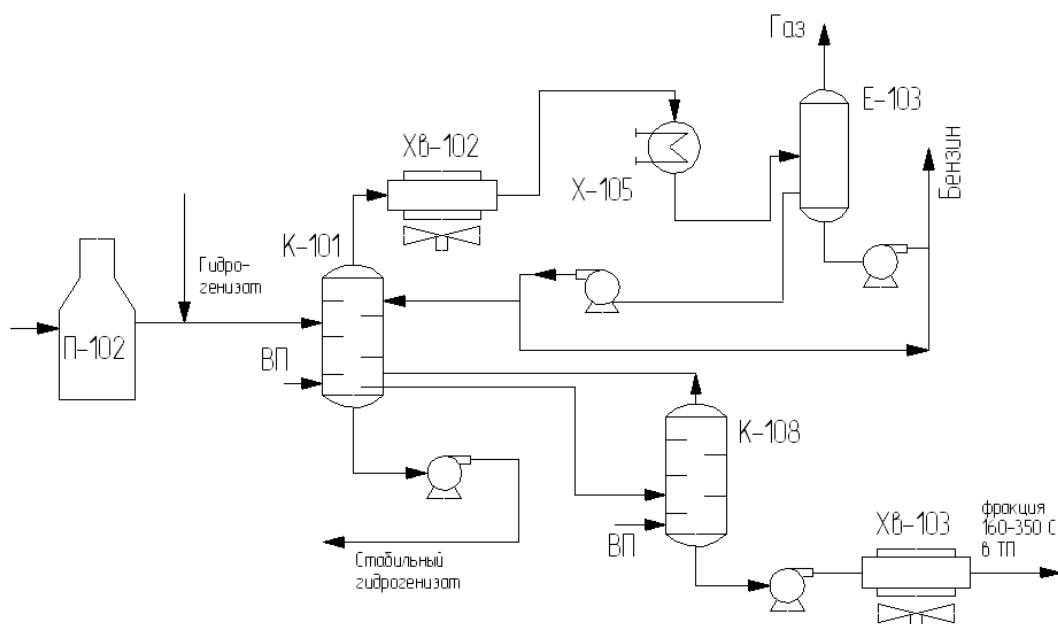 Газ
Е-103
Хв-102
Бензин
Х-105
К-101
Гидро-
генизат
П-102
ВП
К-108
Хв-103
фракция
160-350 С
в ТП
ВП
Стабильный
гидрогенизат